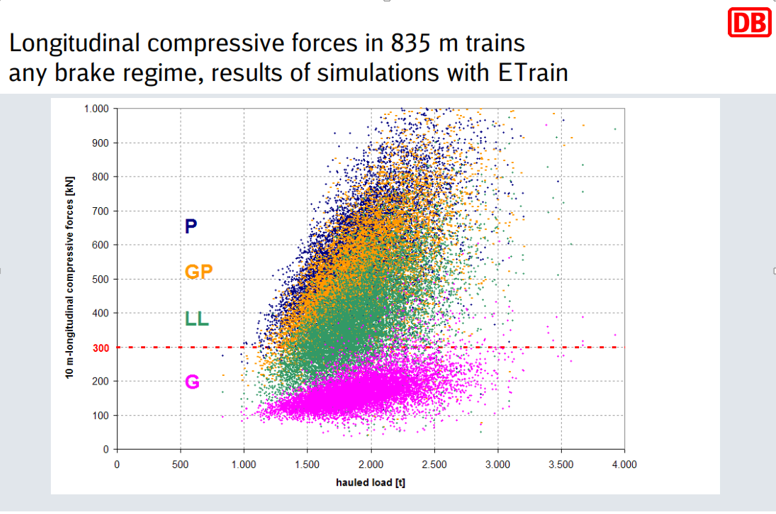 DB
Longitudinal compressive forces in 835 m trains
any brake regime, results of simulations with ETrain
10 m-longitudinal compressive forces [kN]
1.000
900
800
700
600
500
400
300
200
100
0
P
GP
LL
G
0 500 1.000 1.500 2.000 2.500 3.000 3.500 4.000
hauled load [t]